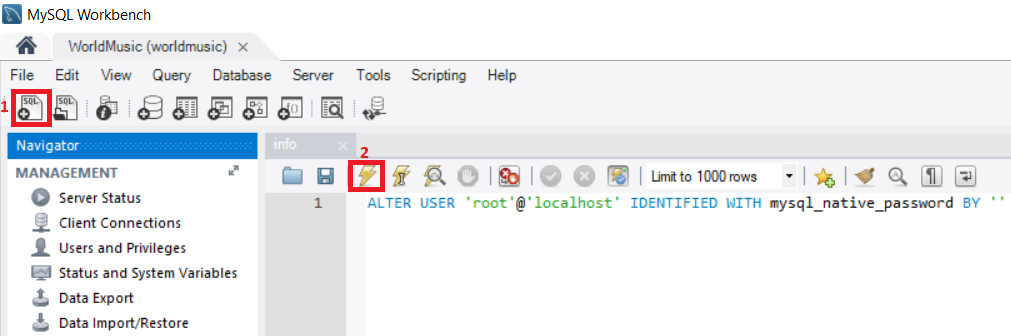 MySQL Workbench
WorldMusic (worldmusic) ×
File Edit View Query Database Server Tools Scripting Help
1 SQL SQL
Navigator info ×
2
MANAGEMENT
Limit to 1000 rows
Server Status
1 ALTER USER 'root'@'localhost' IDENTIFIED WITH mysql_native_password BY ''
Client Connections
Users and Privileges
Status and System Variables
Data Export
Data Import/Restore